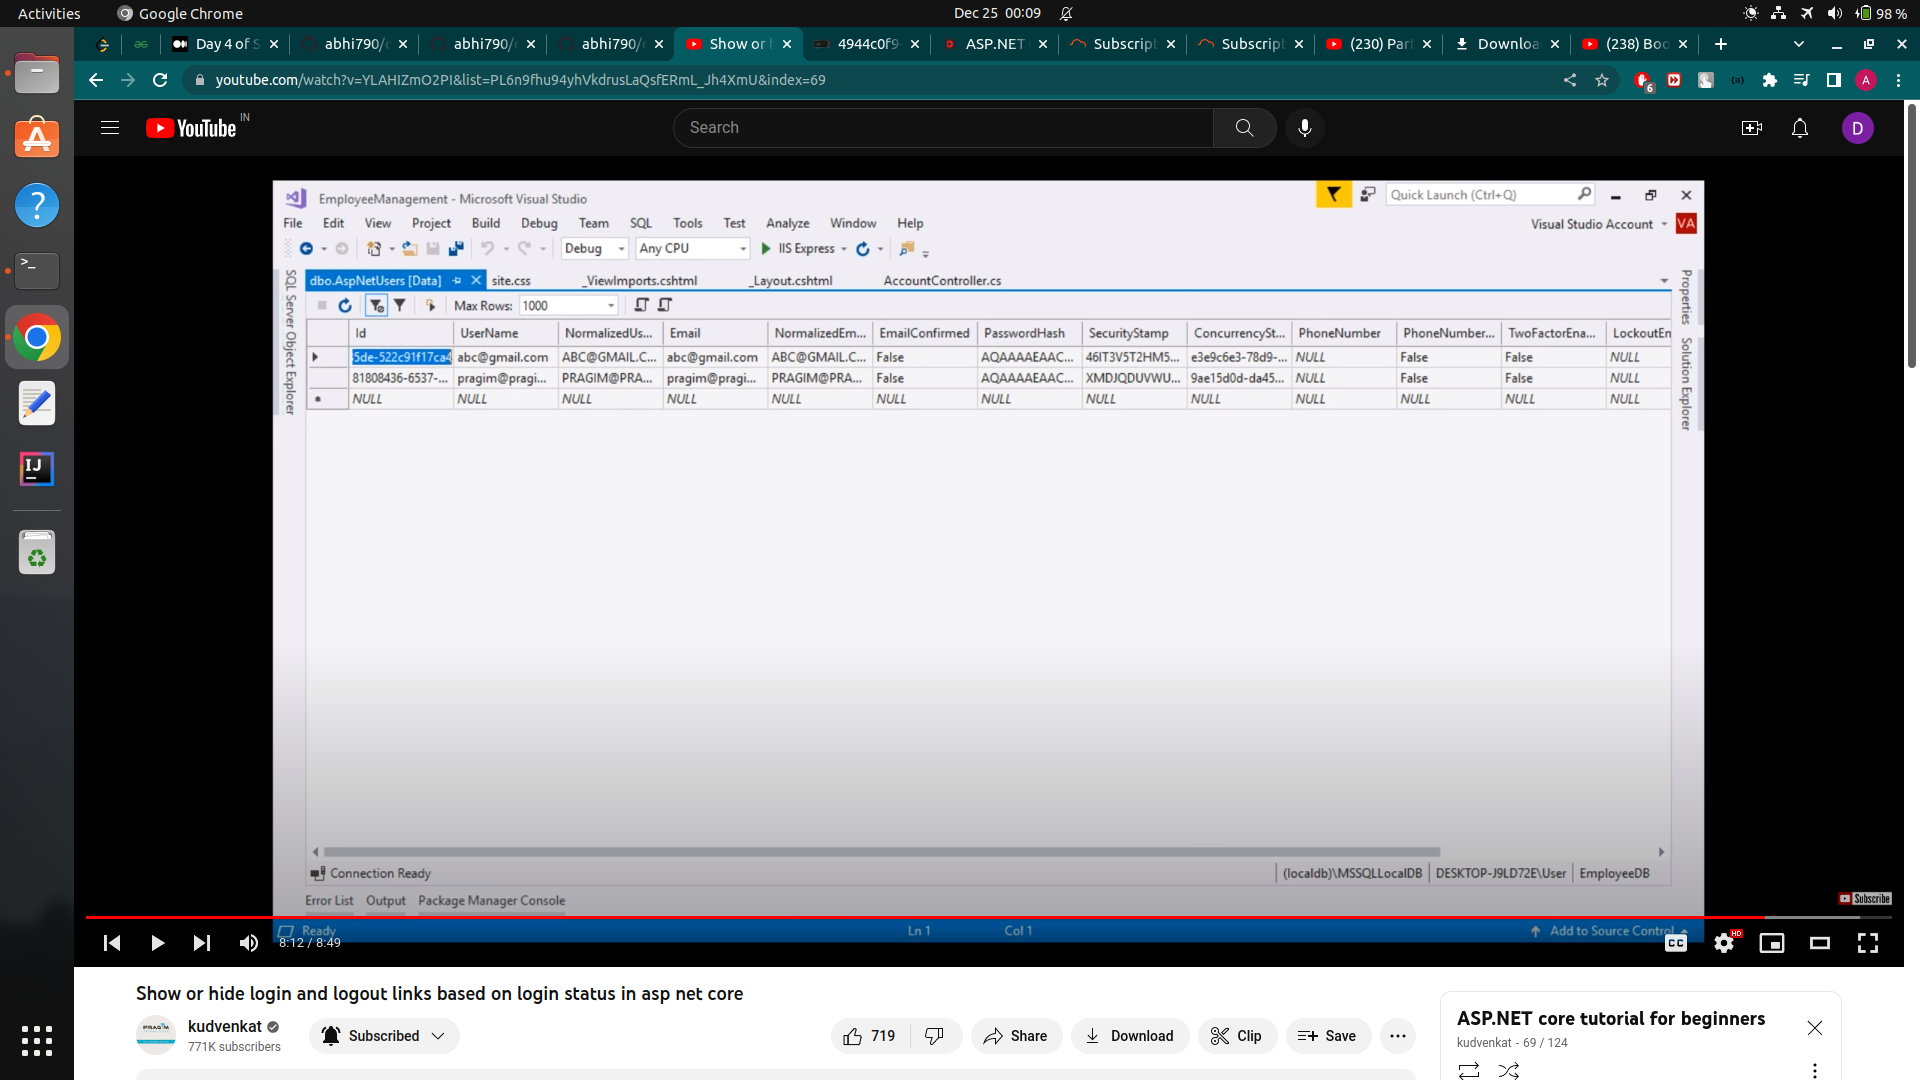 Activities
Google Chrome
Dec 25 00:09
98 %
Day 4 of S
abhi790/
abhi790/
abhi790/
Show or h
4944c0f9-
ASP.NET
Subscript
Subscript
(230) Part
Downloa
(238) Boo
youtube.com/watch?v=YLAHIZmO2PI&list=PL6n9fhu94yhVkdrusLaQsfERmL_Jh4XmU&index=69
6
A
YouTube IN
Search
D
EmployeeManagement - Microsoft Visual Studio
Quick Launch (Ctrl+Q)
File Edit View Project Build Debug Team SQL Tools Test Analyze Window Help
Visual Studio Account VA
Debug Any CPU IIS Express
SQL Server Object Explorer
dbo.AspNetUsers [Data] site.css _ViewImports.cshtml _Layout.cshtml AccountController.cs
Properties
Solution Explorer
Max Rows: 1000
Id UserName NormalizedUs... Email NormalizedEm... EmailConfirmed PasswordHash SecurityStamp ConcurrencySt... PhoneNumber PhoneNumber... TwoFactorEna... LockoutEn
5de-522c91f17ca4 abc@gmail.com ABC@GMAIL.C... abc@gmail.com ABC@GMAIL.C... False AQAAAAEAAC... 46IT3V5T2HM5... e3e9c6e3-78d9-... NULL False False NULL
81808436-6537-... pragim@pragi... PRAGIM@PRA... pragim@pragi... PRAGIM@PRA... False AQAAAAEAAC... XMDJQDUVWU... 9ae15d0d-da45... NULL False False NULL
NULL NULL NULL NULL NULL NULL NULL NULL NULL NULL NULL NULL NULL
Connection Ready
(localdb)\MSSQLLocalDB DESKTOP-J9LD72E\User EmployeeDB
Error List Output Package Manager Console
Subscribe
Ready Ln 1 Col 1 Add to Source Control
8:12 / 8:49
CC
HD
Show or hide login and logout links based on login status in asp net core
PRAGIM
kudvenkat
771K subscribers
Subscribed
719
Share
Download
Clip
Save
ASP.NET core tutorial for beginners
kudvenkat - 69 / 124